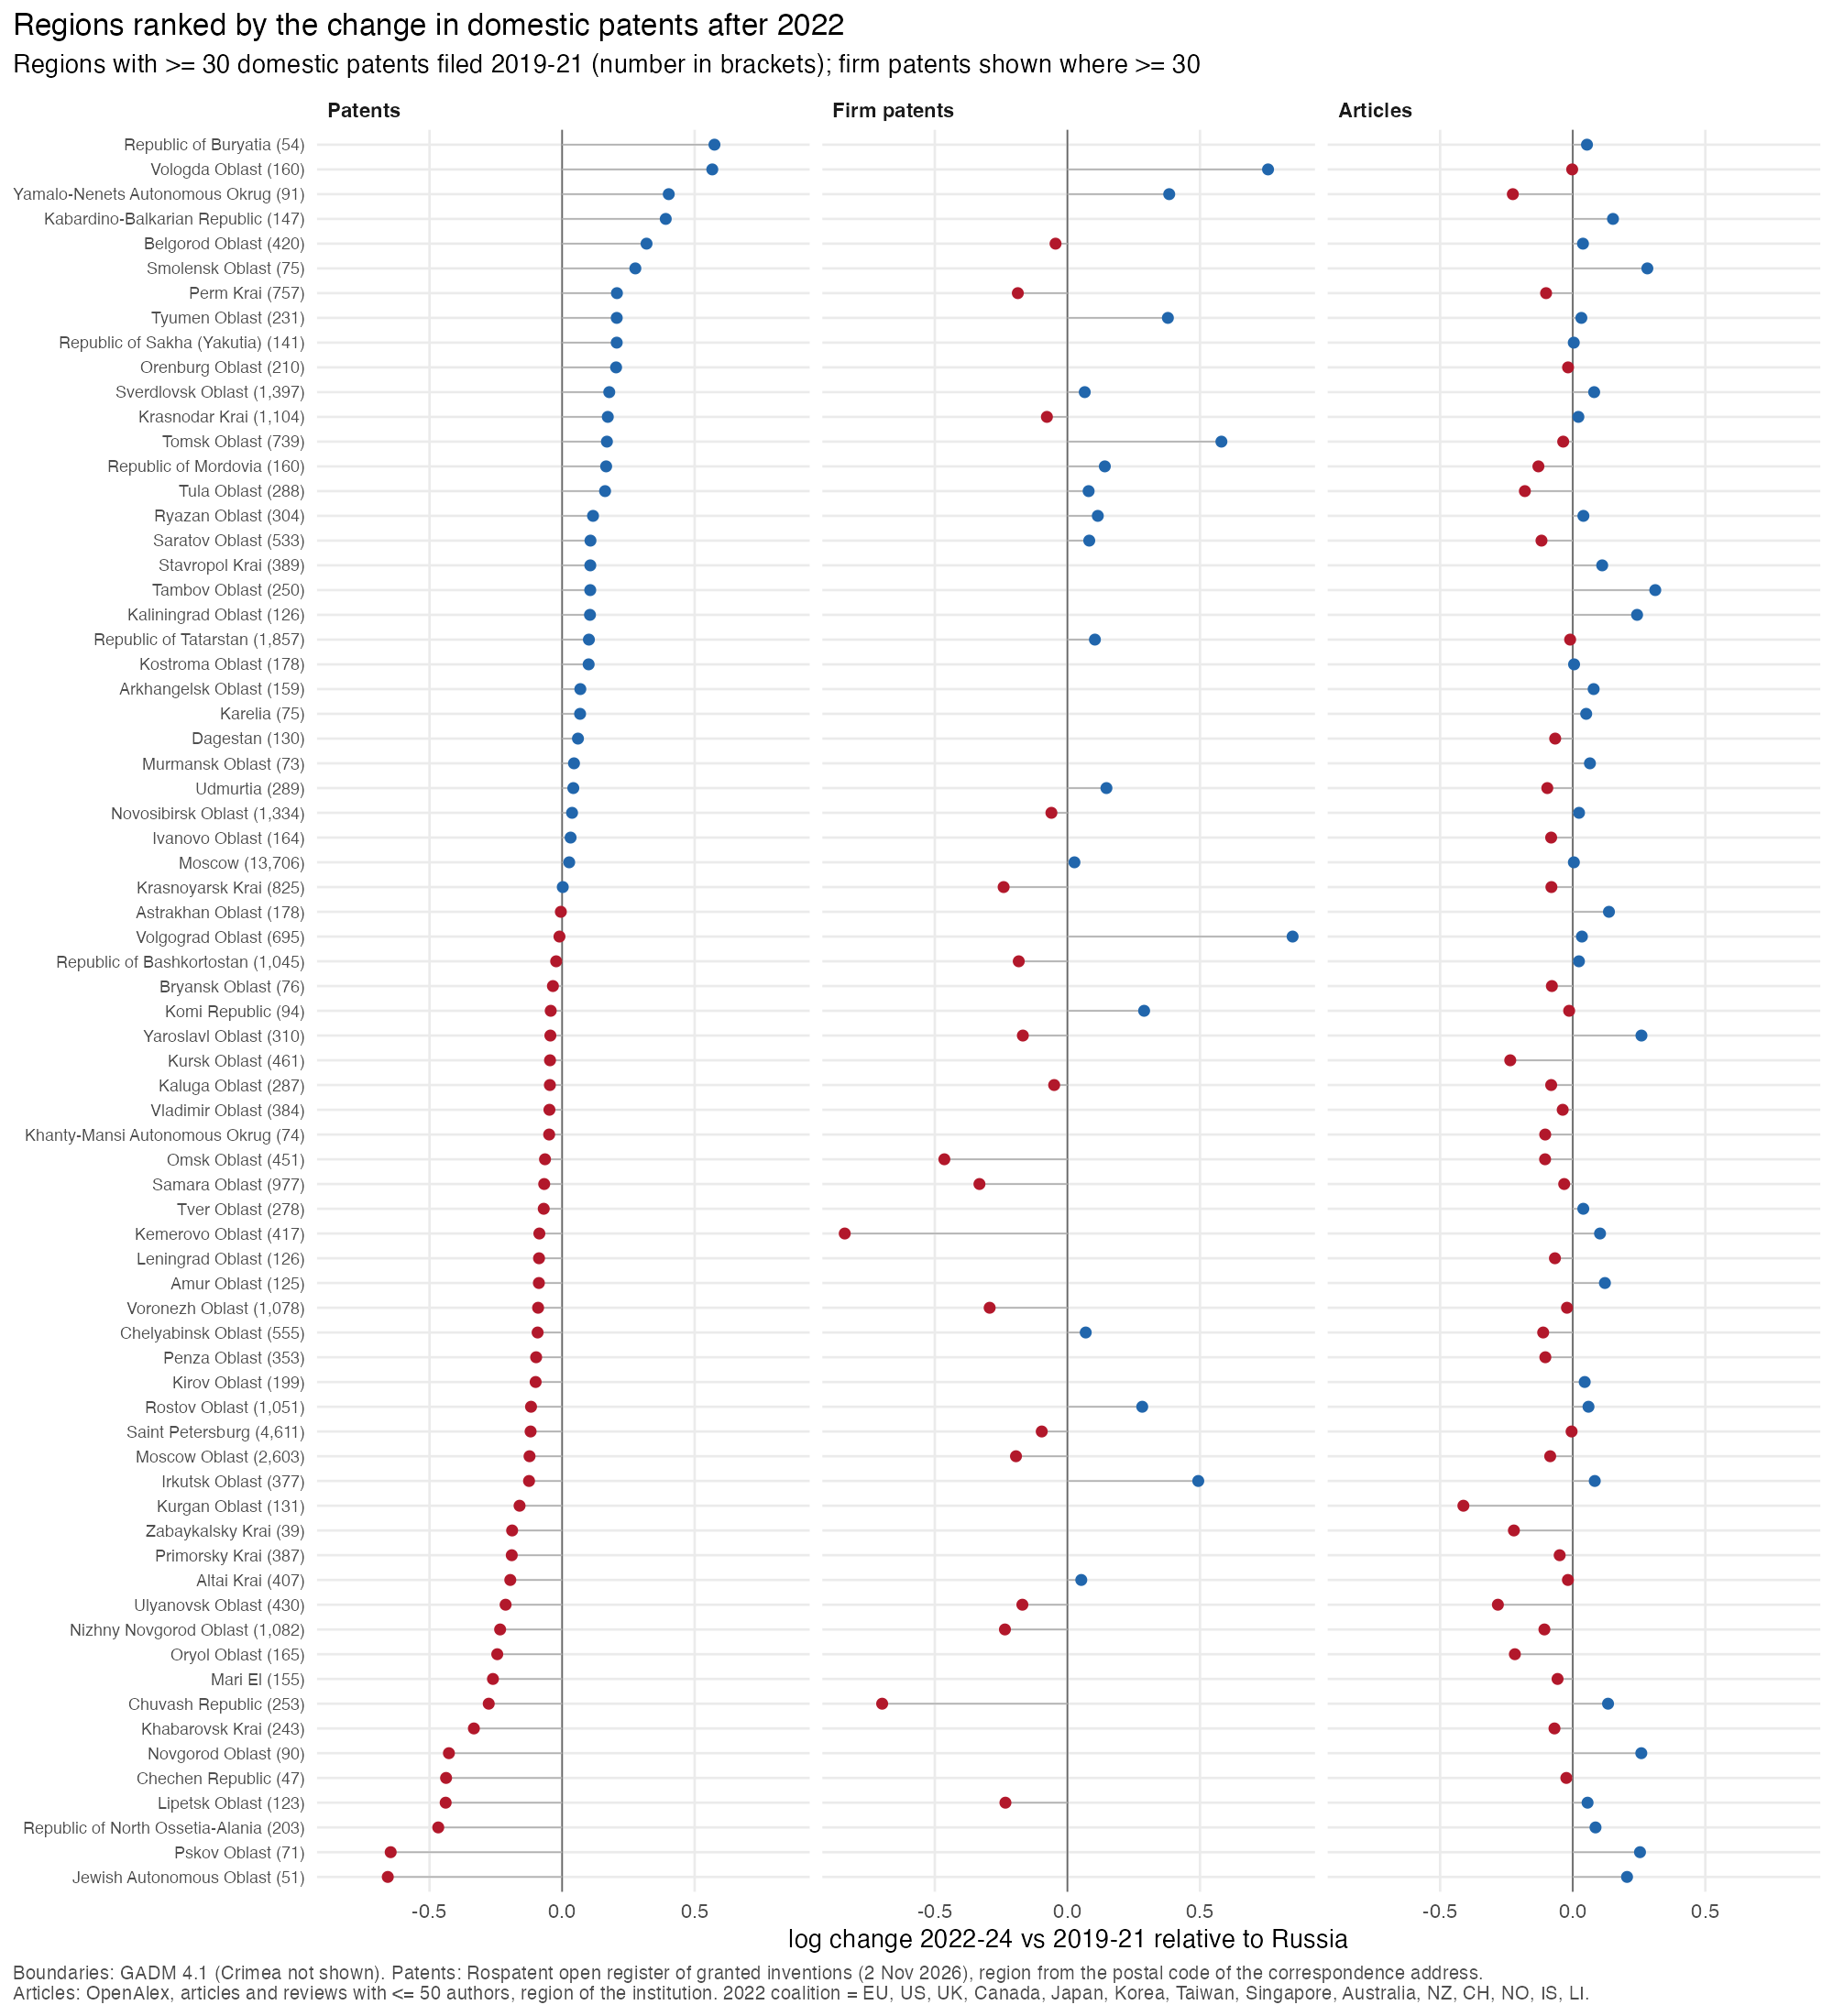 Regions ranked by the change in domestic patents after 2022
Regions with >= 30 domestic patents filed 2019-21 (number in brackets); firm patents shown where >= 30
Patents
Firm patents
Articles
Republic of Buryatia (54)
Vologda Oblast (160)
Yamalo-Nenets Autonomous Okrug (91)
Kabardino-Balkarian Republic (147)
Belgorod Oblast (420)
Smolensk Oblast (75)
Perm Krai (757)
Tyumen Oblast (231)
Republic of Sakha (Yakutia) (141)
Orenburg Oblast (210)
Sverdlovsk Oblast (1,397)
Krasnodar Krai (1,104)
Tomsk Oblast (739)
Republic of Mordovia (160)
Tula Oblast (288)
Ryazan Oblast (304)
Saratov Oblast (533)
Stavropol Krai (389)
Tambov Oblast (250)
Kaliningrad Oblast (126)
Republic of Tatarstan (1,857)
Kostroma Oblast (178)
Arkhangelsk Oblast (159)
Karelia (75)
Dagestan (130)
Murmansk Oblast (73)
Udmurtia (289)
Novosibirsk Oblast (1,334)
Ivanovo Oblast (164)
Moscow (13,706)
Krasnoyarsk Krai (825)
Astrakhan Oblast (178)
Volgograd Oblast (695)
Republic of Bashkortostan (1,045)
Bryansk Oblast (76)
Komi Republic (94)
Yaroslavl Oblast (310)
Kursk Oblast (461)
Kaluga Oblast (287)
Vladimir Oblast (384)
Khanty-Mansi Autonomous Okrug (74)
Omsk Oblast (451)
Samara Oblast (977)
Tver Oblast (278)
Kemerovo Oblast (417)
Leningrad Oblast (126)
Amur Oblast (125)
Voronezh Oblast (1,078)
Chelyabinsk Oblast (555)
Penza Oblast (353)
Kirov Oblast (199)
Rostov Oblast (1,051)
Saint Petersburg (4,611)
Moscow Oblast (2,603)
Irkutsk Oblast (377)
Kurgan Oblast (131)
Zabaykalsky Krai (39)
Primorsky Krai (387)
Altai Krai (407)
Ulyanovsk Oblast (430)
Nizhny Novgorod Oblast (1,082)
Oryol Oblast (165)
Mari El (155)
Chuvash Republic (253)
Khabarovsk Krai (243)
Novgorod Oblast (90)
Chechen Republic (47)
Lipetsk Oblast (123)
Republic of North Ossetia-Alania (203)
Pskov Oblast (71)
Jewish Autonomous Oblast (51)
-0.5 0.0 0.5 -0.5 0.0 0.5 -0.5 0.0 0.5
log change 2022-24 vs 2019-21 relative to Russia
Boundaries: GADM 4.1 (Crimea not shown). Patents: Rospatent open register of granted inventions (2 Nov 2026), region from the postal code of the correspondence address.
Articles: OpenAlex, articles and reviews with <= 50 authors, region of the institution. 2022 coalition = EU, US, UK, Canada, Japan, Korea, Taiwan, Singapore, Australia, NZ, CH, NO, IS, LI.